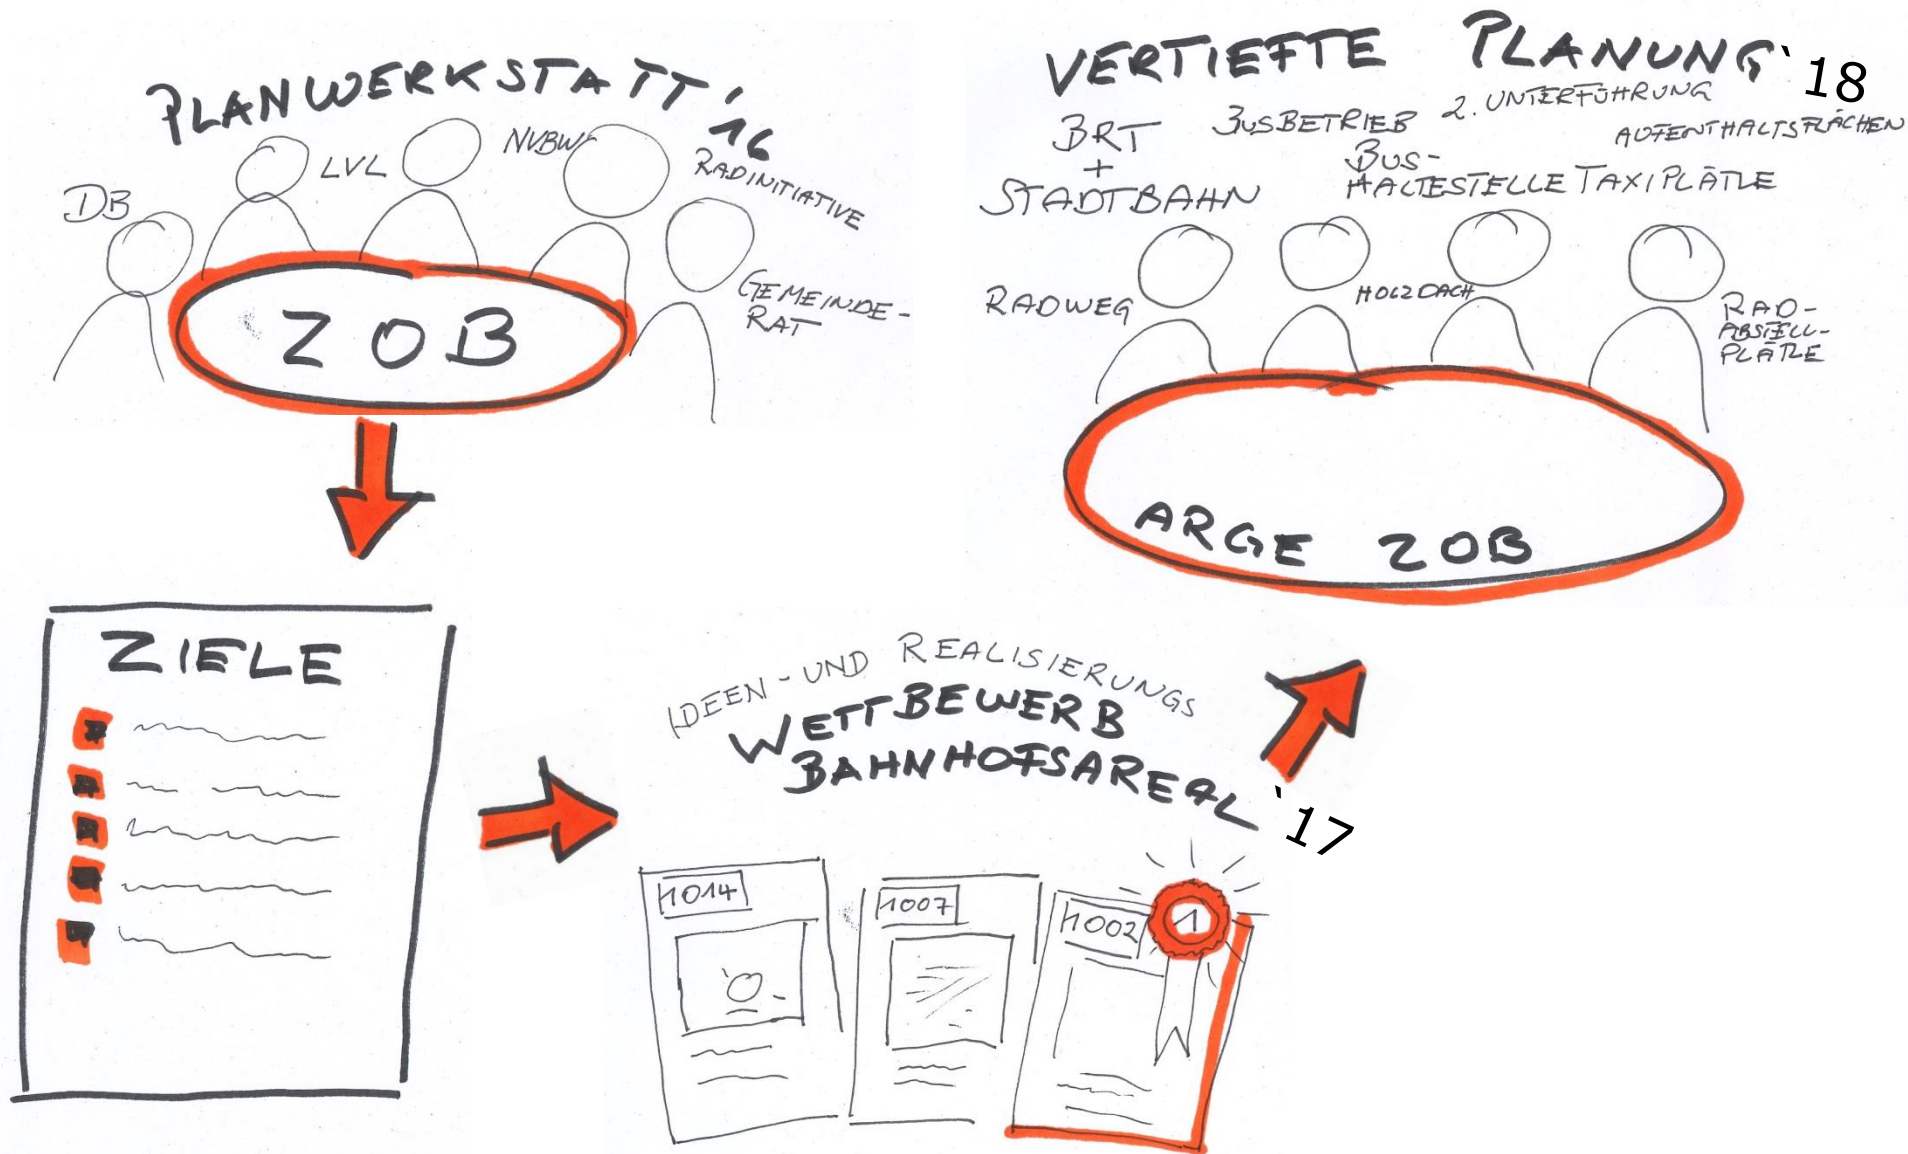 PLANWERKSTATT '16
DB
LVL
NVBW
RADINITIATIVE
GEMEINDE-
RAT
ZOB
ZIELE
IDEEN-UND REALISIERUNGS
WETTBEWERB
BAHNHOFSAREAL `17
1014
1007
1002
1
VERTIEFTE PLANUNG `18
BRT
+
STADTBAHN
BUSBETRIEB
2. UNTERFÜHRUNG
AUFENTHALTSFLÄCHEN
BUS-
HALTESTELLE
TAXIPLÄTZE
RADWEG
HOLZDACH
RAD-
ABSTELL-
PLÄTZE
ARGE ZOB